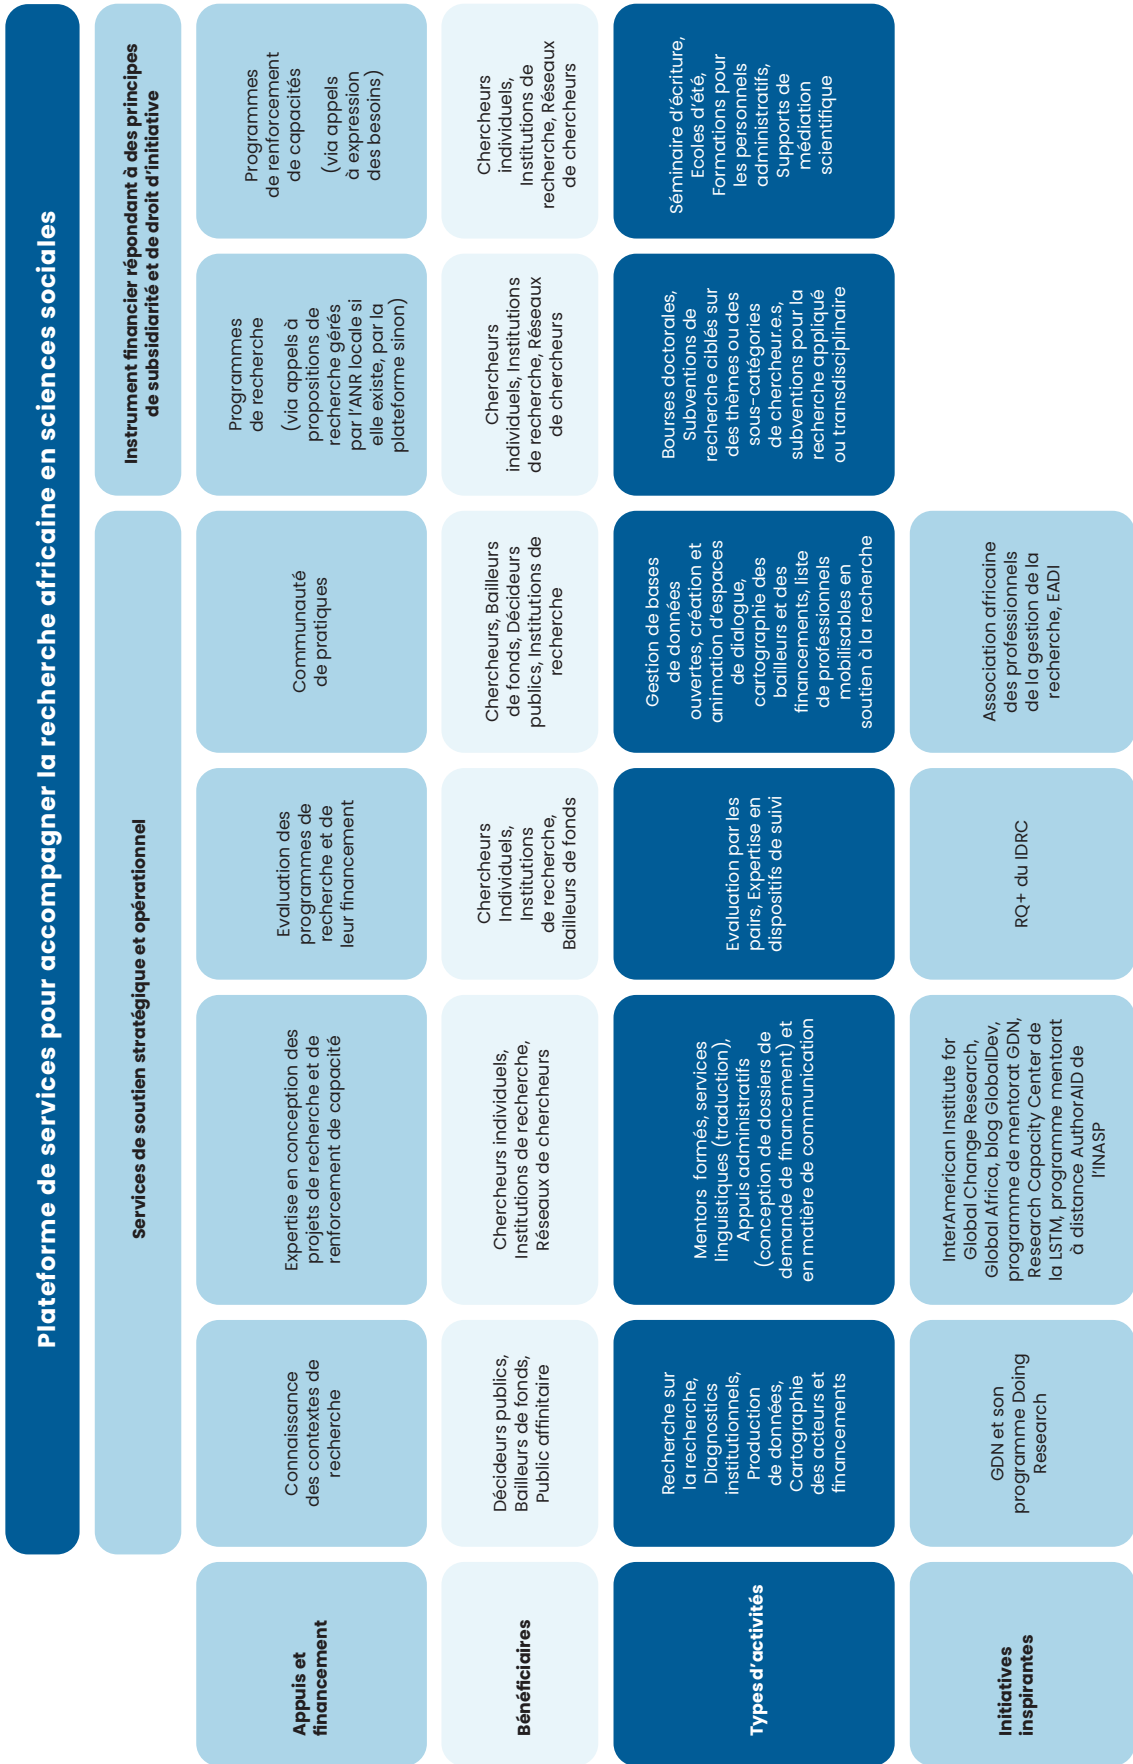 Plateforme de services pour accompagner la recherche africaine en sciences sociales
Services de soutien stratégique et opérationnel
Instrument financier répondant à des principes
de subsidiarité et de droit d'initiative
Appuis et
financement
Connaissance
des contextes de
recherche
Expertise en conception des
projets de recherche et de
renforcement de capacité
Evaluation des
programmes de
recherche et de
leur financement
Communauté
de pratiques
Programmes
de recherche
(via appels à
propositions de
recherche gérés
par l'ANR locale si
elle existe, par la
plateforme sinon)
Programmes
de renforcement
de capacités
(via appels
à expression
des besoins)
Bénéficiaires
Décideurs publics,
Bailleurs de fonds,
Public affinitaire
Chercheurs individuels,
Institutions de recherche,
Réseaux de chercheurs
Chercheurs
Individuels,
Institutions
de recherche,
Bailleurs de fonds
Chercheurs, Bailleurs
de fonds, Décideurs
publics, Institutions de
recherche
Chercheurs
individuels, Institutions
de recherche, Réseaux
de chercheurs
Chercheurs
individuels,
Institutions de
recherche, Réseaux
de chercheurs
Types d'activités
Recherche sur
la recherche,
Diagnostics
institutionnels,
Production
de données,
Cartographie
des acteurs et
financements
Mentors formés, services
linguistiques (traduction),
Appuis administratifs
(conception de dossiers de
demande de financement) et
en matière de communication
Evaluation par les
pairs, Expertise en
dispositifs de suivi
Gestion de bases
de données
ouvertes, création et
animation d'espaces
de dialogue,
cartographie des
bailleurs et des
financements, liste
de professionnels
mobilisables en
soutien à la recherche
Bourses doctorales,
Subventions de
recherche ciblés sur
des thèmes ou des
sous-catégories
de chercheur.e.s,
subventions pour la
recherche appliqué
ou transdisciplinaire
Séminaire d'écriture,
Ecoles d'été,
Formations pour
les personnels
administratifs,
Supports de
médiation
scientifique
Initiatives
inspirantes
GDN et son
programme Doing
Research
InterAmerican Institute for
Global Change Research,
Global Africa, blog GlobalDev,
programme de mentorat GDN,
Research Capacity Center de
la LSTM, programme mentorat
à distance AuthorAID de
l'INASP
RQ+ du IDRC
Association africaine
des professionnels
de la gestion de la
recherche, EADI